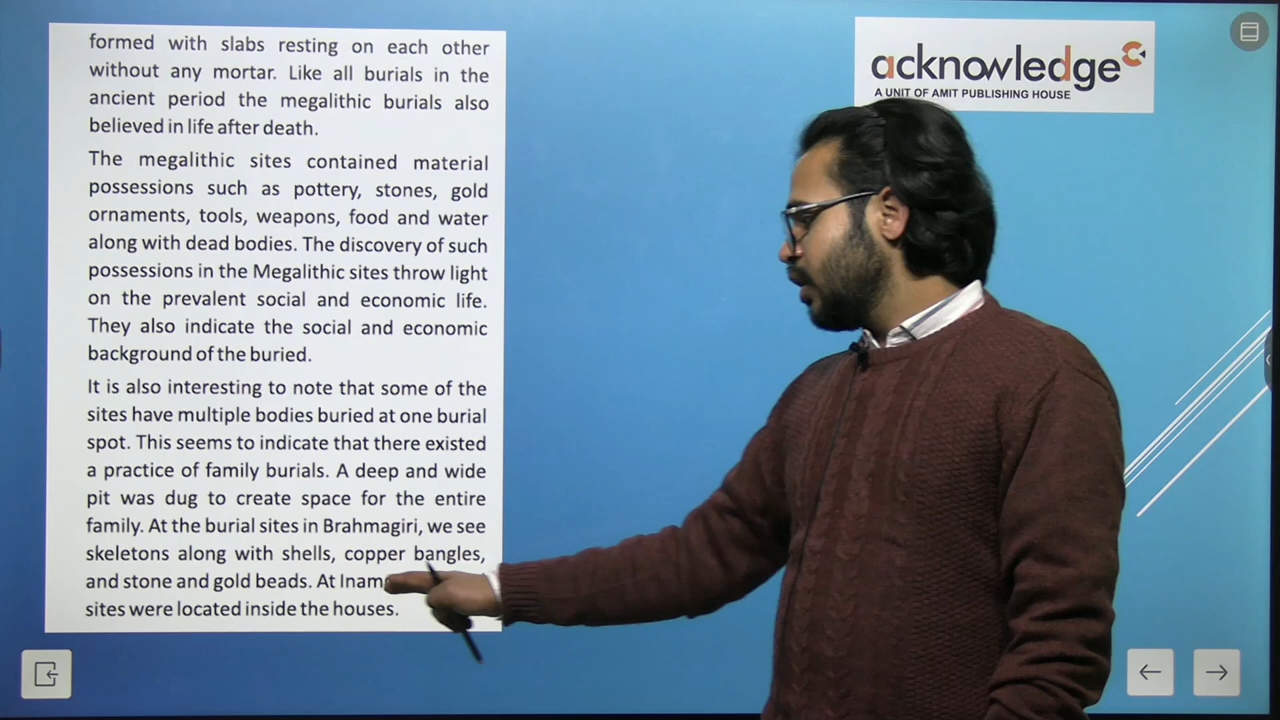 formed with slabs resting on each other
without any mortar. Like all burials in the
ancient period the megalithic burials also
believed in life after death.
The megalithic sites contained material
possessions such as pottery, stones, gold
ornaments, tools, weapons, food and water
along with dead bodies. The discovery of such
possessions in the Megalithic sites throw light
on the prevalent social and economic life.
They also indicate the social and economic
background of the buried.
It is also interesting to note that some of the
sites have multiple bodies buried at one burial
spot. This seems to indicate that there existed
a practice of family burials. A deep and wide
pit was dug to create space for the entire
family. At the burial sites in Brahmagiri, we see
skeletons along with shells, copper bangles,
and stone and gold beads. At
sites were located inside the houses.
acknowledge
A UNIT OF AMIT PUBLISHING HOUSE